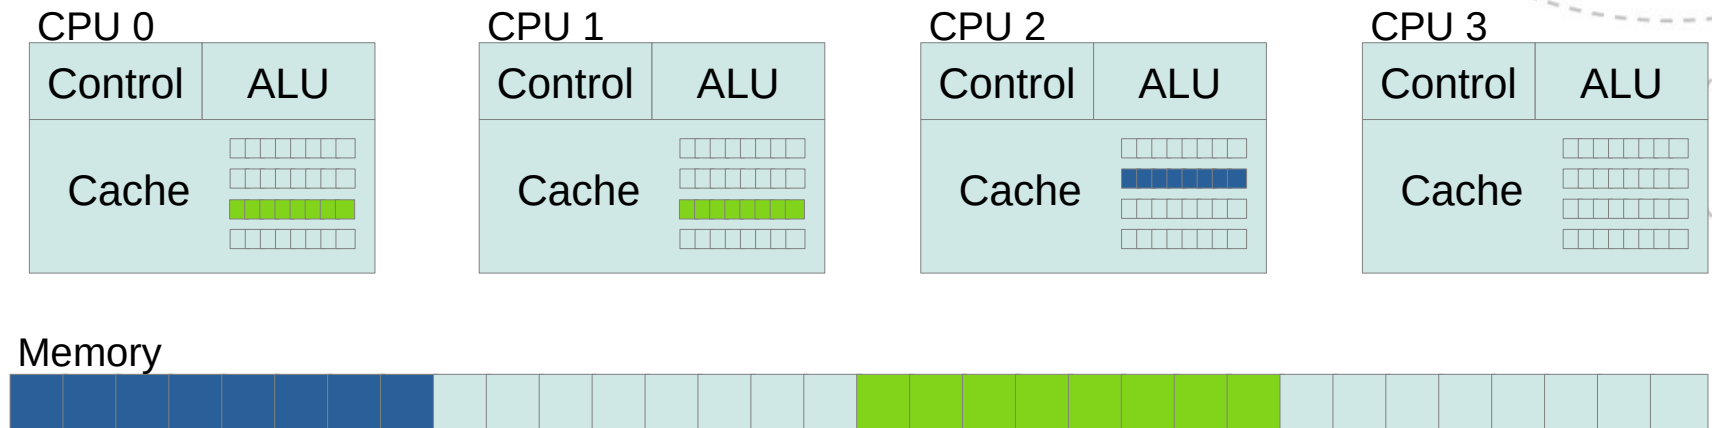 CPU 0
CPU 1
CPU 2
CPU 3
Control ALU
Control ALU
Control ALU
Control ALU
Cache
Cache
Cache
Cache
Memory